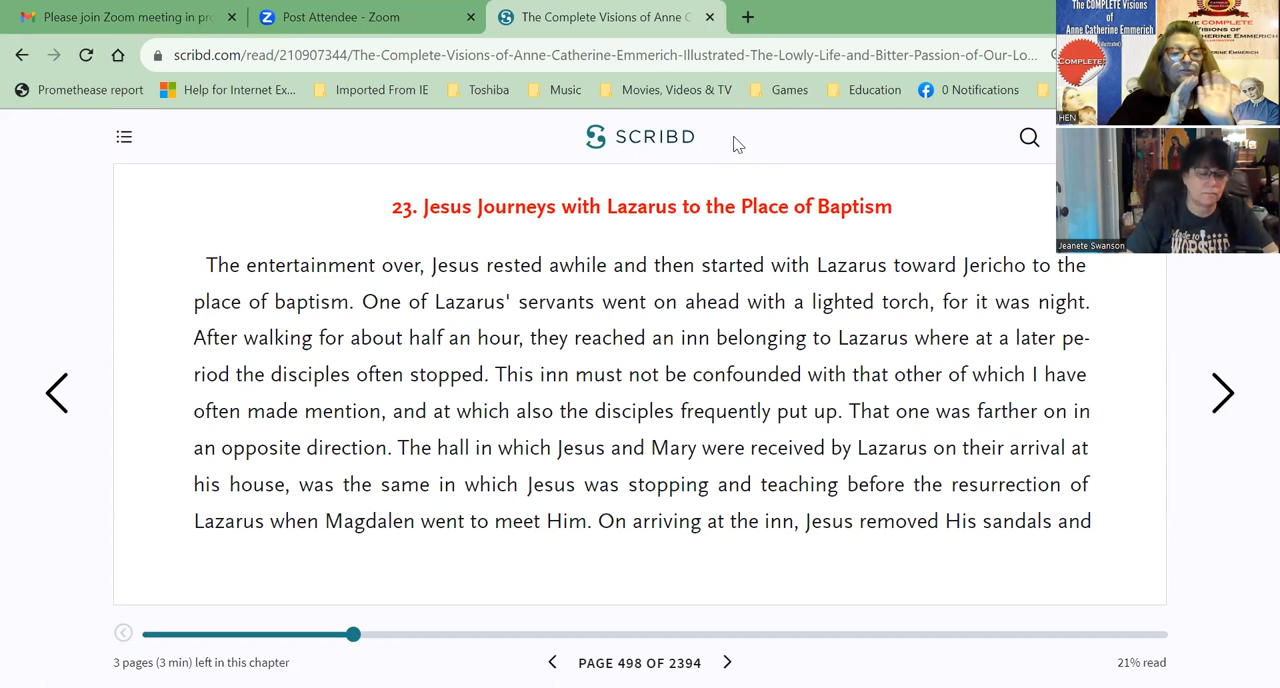 Please join Zoom meeting in pr
Post Attendee - Zoom
The Complete Visions of Anne C
scribd.com/read/210907344/The-Complete-Visions-of-Anne-Catherine-Emmerich-Illustrated-The-Lowly-Life-and-Bitter-Passion-of-Our-Lo...
Promethease report
Help for Internet Ex...
Imported From IE
Toshiba
Music
Movies, Videos & TV
Games
Education
0 Notifications
The COMPLETE Visions
of
Anne Catherine Emmerich
COMPLETE!
COMPLETE
HEN
Jeanete Swanson
WORSHIP
SCRIBD
23. Jesus Journeys with Lazarus to the Place of Baptism
The entertainment over, Jesus rested awhile and then started with Lazarus toward Jericho to the
place of baptism. One of Lazarus' servants went on ahead with a lighted torch, for it was night.
After walking for about half an hour, they reached an inn belonging to Lazarus where at a later pe-
riod the disciples often stopped. This inn must not be confounded with that other of which I have
often made mention, and at which also the disciples frequently put up. That one was farther on in
an opposite direction. The hall in which Jesus and Mary were received by Lazarus on their arrival at
his house, was the same in which Jesus was stopping and teaching before the resurrection of
Lazarus when Magdalen went to meet Him. On arriving at the inn, Jesus removed His sandals and
3 pages (3 min) left in this chapter
PAGE 498 OF 2394
21% read